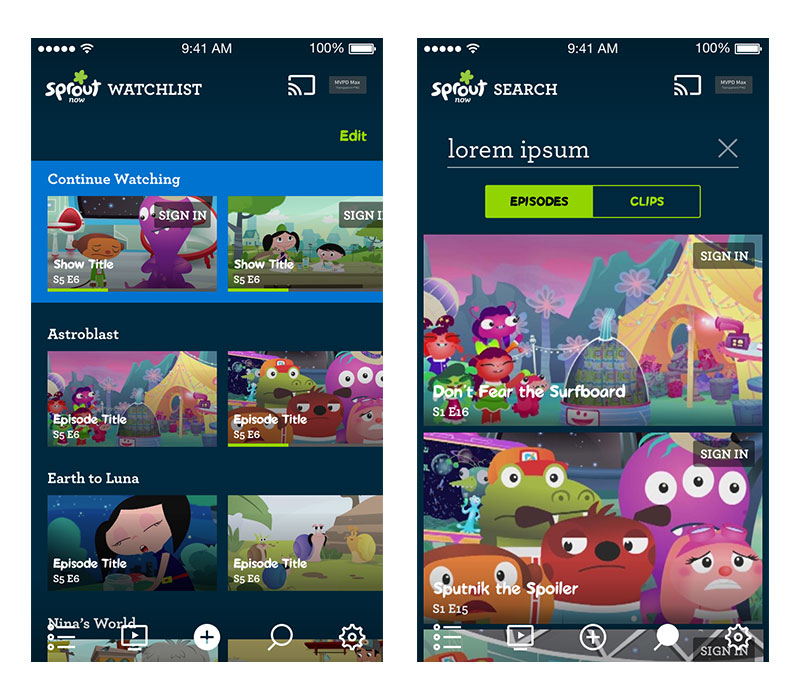 9:41 AM
100%
Sprout
now
WATCHLIST
MVPD Max
Edit
Continue Watching
SIGN IN
Show Title
S5 E6
SIGN I
Show Title
S5 E6
Astroblast
Episode Title
S5 E6
Episode Title
S5 E6
Earth to Luna
Episode Title
S5 E6
Episode Title
S5 E6
Nina's World
9:41 AM
100%
Sprout
now
SEARCH
MVPD Max
lorem ipsum
EPISODES
CLIPS
SIGN IN
Don't Fear the Surfboard
S1 E16
SIGN IN
Sputnik the Spoiler
S1 E15
SIGN IN